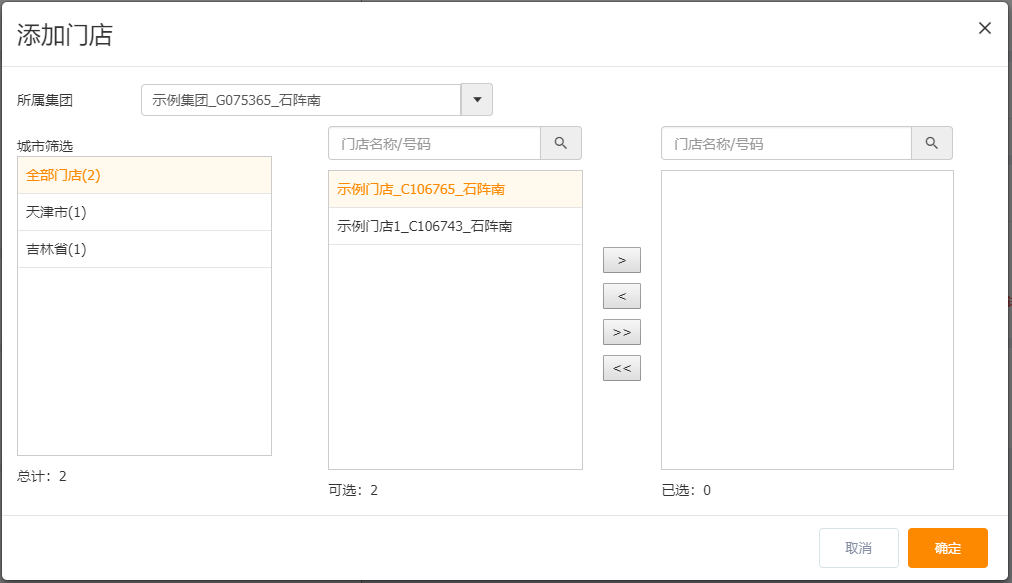 添加门店
所属集团
示例集团_G075365_石阵南
城市筛选
全部门店(2)
天津市(1)
吉林省(1)
总计：2
门店名称/号码
示例门店_C106765_石阵南
示例门店1_C106743_石阵南
可选：2
>
<
>>
<<
门店名称/号码
已选：0
取消
确定